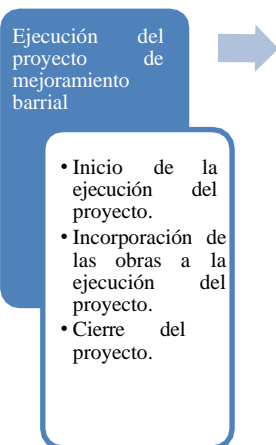 Ejecución del
proyecto de
mejoramiento
barrial
• Inicio de la
ejecución del
proyecto.
• Incorporación de
las obras a la
ejecución del
proyecto.
• Cierre del
proyecto.